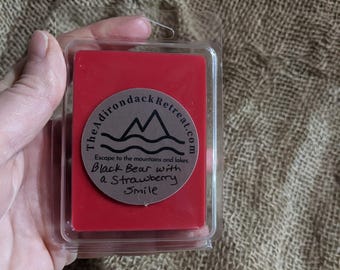 TheAdirondackRetreat.com
Escape to the mountains and lakes
Black Bear with
a Strawberry
Smile